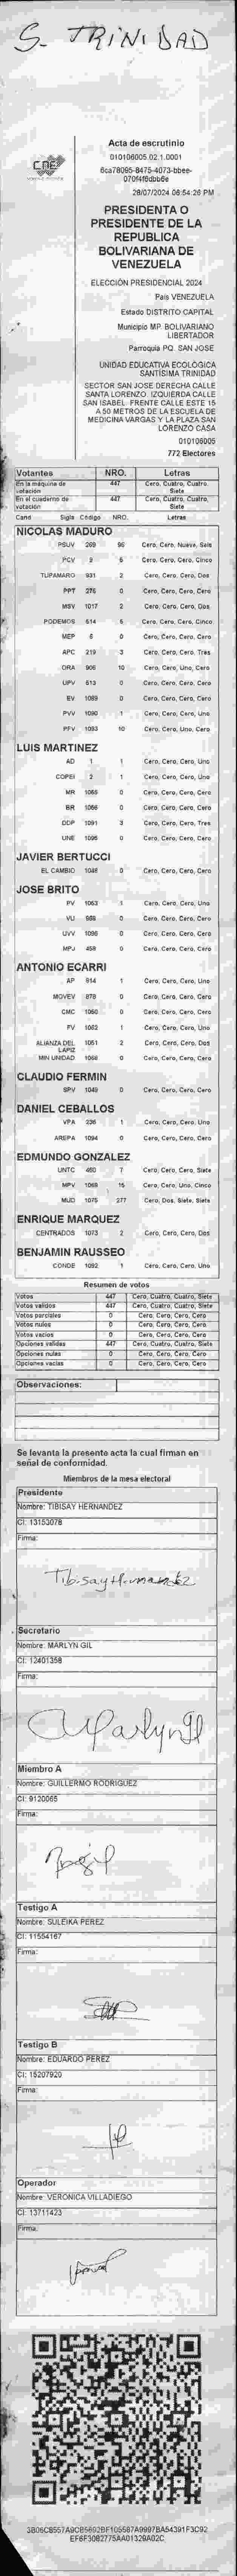 S. TRINIDAD
CNE
Acta de escrutinio
010106005.02.1.0001
28/07/2024 06:54:26 PM
PRESIDENTA O
PRESIDENTE DE LA
REPUBLICA
BOLIVARIANA DE
VENEZUELA
ELECCIÓN PRESIDENCIAL 2024
País VENEZUELA
Estado DISTRITO CAPITAL
Municipio MP. BOLIVARIANO
LIBERTADOR
Parroquia PQ. SAN JOSE
UNIDAD EDUCATIVA ECOLOGICA
SANTISIMA TRINIDAD
SECTOR SAN JOSE DERECHA CALLE
SANTA LORENZO. IZQUIERDA CALLE
SAN ISABEL. FRENTE CALLE ESTE 15
A 50 METROS DE LA ESCUELA DE
MEDICINA VARGAS Y LA PLAZA SAN
LORENZO CASA
010106005
772 Electores
Votantes NRO. Letras
En la máquina de votación 447 Cero, Cuatro, Cuatro, Siete
En el cuaderno de votación 447 Cero, Cuatro, Cuatro, Siete
Cand Sigla Código NRO. Letras
NICOLAS MADURO
PSUV 269 96 Cero, Cero, Nueve, Seis
PCV 9 5 Cero, Cero, Cero, Cinco
TUPAMARO 931 2 Cero, Cero, Cero, Dos
PPT 276 0 Cero, Cero, Cero, Cero
MSV 1017 2 Cero, Cero, Cero, Dos
PODEMOS 514 5 Cero, Cero, Cero, Cinco
MEP 6 0 Cero, Cero, Cero, Cero
APC 219 3 Cero, Cero, Cero, Tres
ORA 906 10 Cero, Cero, Uno, Cero
UPV 513 0 Cero, Cero, Cero, Cero
EV 1089 0 Cero, Cero, Cero, Cero
PVV 1090 1 Cero, Cero, Cero, Uno
PFV 1093 10 Cero, Cero, Uno, Cero
LUIS MARTINEZ
AD 1 1 Cero, Cero, Cero, Uno
COPEI 2 1 Cero, Cero, Cero, Uno
MR 1065 0 Cero, Cero, Cero, Cero
BR 1066 0 Cero, Cero, Cero, Cero
DDP 1091 3 Cero, Cero, Cero, Tres
UNE 1096 0 Cero, Cero, Cero, Cero
JAVIER BERTUCCI
EL CAMBIO 1046 0 Cero, Cero, Cero, Cero
JOSE BRITO
PV 1063 1 Cero, Cero, Cero, Uno
VU 968 0 Cero, Cero, Cero, Cero
UVV 1095 0 Cero, Cero, Cero, Cero
MPJ 458 0 Cero, Cero, Cero, Cero
ANTONIO ECARRI
AP 914 1 Cero, Cero, Cero, Uno
MOVEV 879 0 Cero, Cero, Cero, Cero
CMC 1060 0 Cero, Cero, Cero, Cero
FV 1052 1 Cero, Cero, Cero, Uno
ALIANZA DEL LAPIZ 1051 2 Cero, Cero, Cero, Dos
MIN UNIDAD 1058 0 Cero, Cero, Cero, Cero
CLAUDIO FERMIN
SPV 1049 0 Cero, Cero, Cero, Cero
DANIEL CEBALLOS
VPA 236 1 Cero, Cero, Cero, Uno
AREPA 1094 0 Cero, Cero, Cero, Cero
EDMUNDO GONZALEZ
UNTC 460 7 Cero, Cero, Cero, Siete
MPV 1069 15 Cero, Cero, Uno, Cinco
MUD 1075 277 Cero, Dos, Siete, Siete
ENRIQUE MARQUEZ
CENTRADOS 1073 2 Cero, Cero, Cero, Dos
BENJAMIN RAUSSEO
CONDE 1092 1 Cero, Cero, Cero, Uno
Resumen de votos
Votos 447 Cero, Cuatro, Cuatro, Siete
Votos validos 447 Cero, Cuatro, Cuatro, Siete
Votos parciales 0 Cero, Cero, Cero, Cero
Votos nulos 0 Cero, Cero, Cero, Cero
Votos vacios 0 Cero, Cero, Cero, Cero
Opciones validas 447 Cero, Cuatro, Cuatro, Siete
Opciones nulas 0 Cero, Cero, Cero, Cero
Opciones vacias 0 Cero, Cero, Cero, Cero
Observaciones:
Se levanta la presente acta la cual firman en
señal de conformidad.
Miembros de la mesa electoral
Presidente
Nombre: TIBISAY HERNANDEZ
CI: 13153078
Firma:
Tibisay Hernandez
Secretario
Nombre: MARLYN GIL
CI: 12401358
Firma:
Marlyn Gil
Miembro A
Nombre: GUILLERMO RODRIGUEZ
CI: 9120065
Firma:
Testigo A
Nombre: SULEIKA PEREZ
CI: 11554167
Firma:
Testigo B
Nombre: EDUARDO PEREZ
CI: 15207920
Firma:
Operador
Nombre: VERONICA VILLADIEGO
CI: 13711423
Firma: